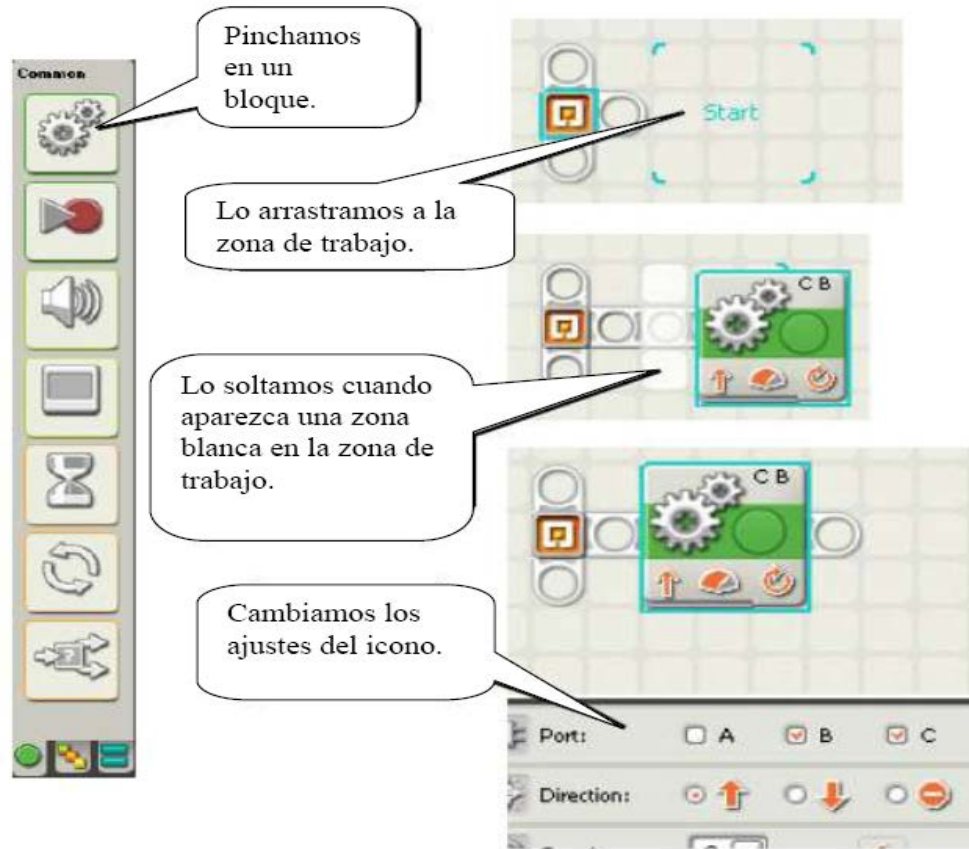 Pinchamos
en un
bloque.
Common
Start
Lo arrastramos a la
zona de trabajo.
C B
Lo soltamos cuando
aparezca una zona
blanca en la zona de
trabajo.
C B
Cambiamos los
ajustes del icono.
Port: A B C
Direction: